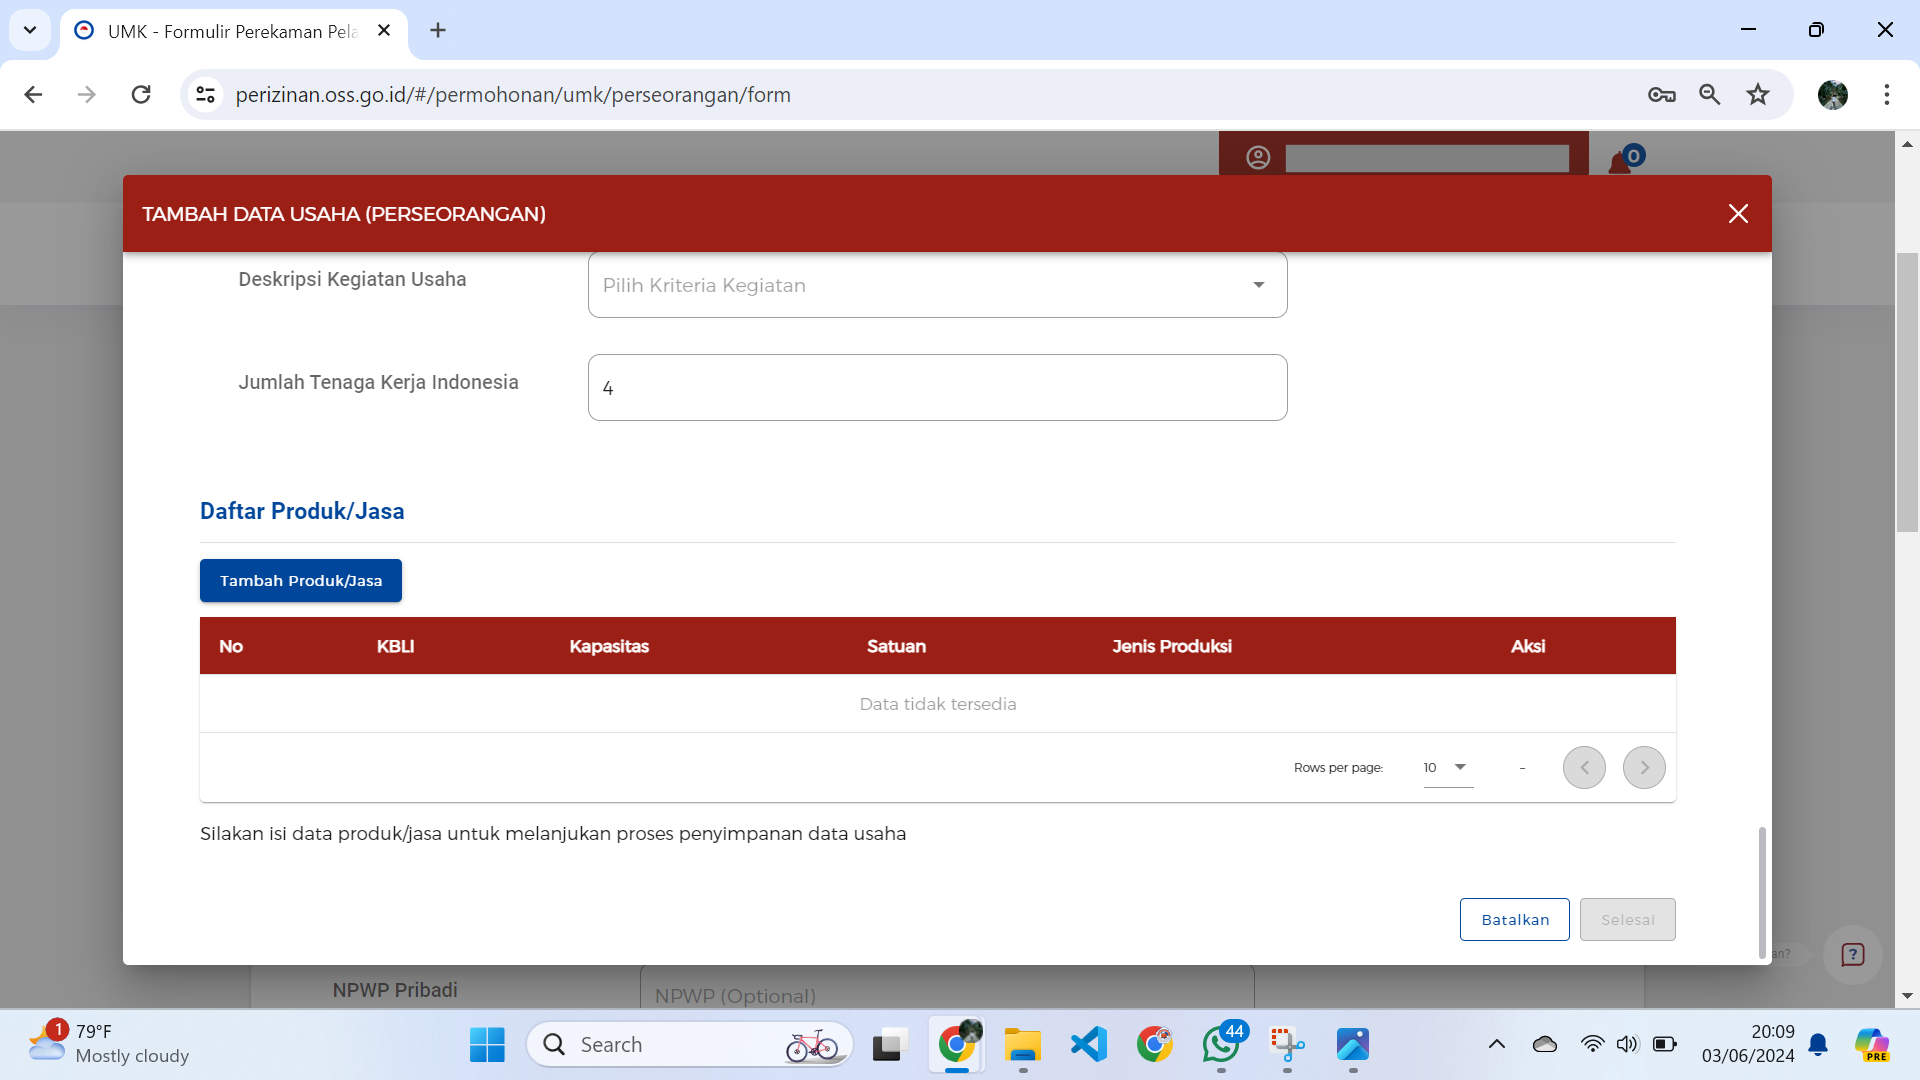 UMK - Formulir Perekaman Pela
perizinan.oss.go.id/#/permohonan/umk/perseorangan/form
0
TAMBAH DATA USAHA (PERSEORANGAN)
Deskripsi Kegiatan Usaha
Pilih Kriteria Kegiatan
Jumlah Tenaga Kerja Indonesia
4
Daftar Produk/Jasa
Tambah Produk/Jasa
No KBLI Kapasitas Satuan Jenis Produksi Aksi
Data tidak tersedia
Rows per page: 10 –
Silakan isi data produk/jasa untuk melanjukan proses penyimpanan data usaha
Batalkan Selesai
an?
?
NPWP Pribadi
NPWP (Optional)
1
79°F
Mostly cloudy
Search
44
20:09
03/06/2024
PRE